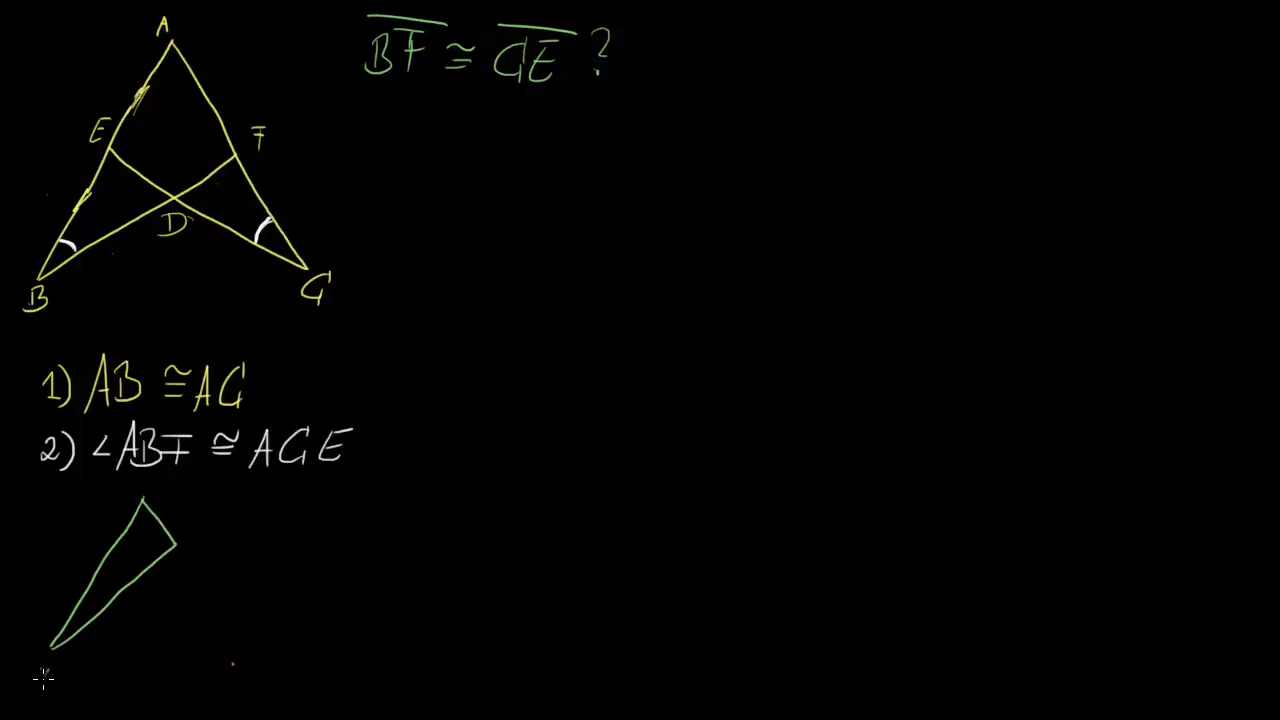 A
BF ≅ GE ?
E
F
D
B
G
1) AB ≅ AG
2) ∠ABF ≅ AGE